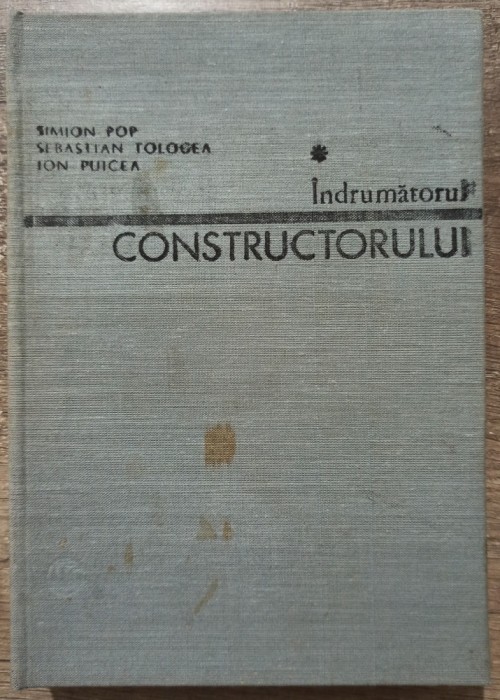 SIMION POP
SEBASTIAN TOLOGEA
ION PUICEA
*
Îndrumătorul
CONSTRUCTORULUI